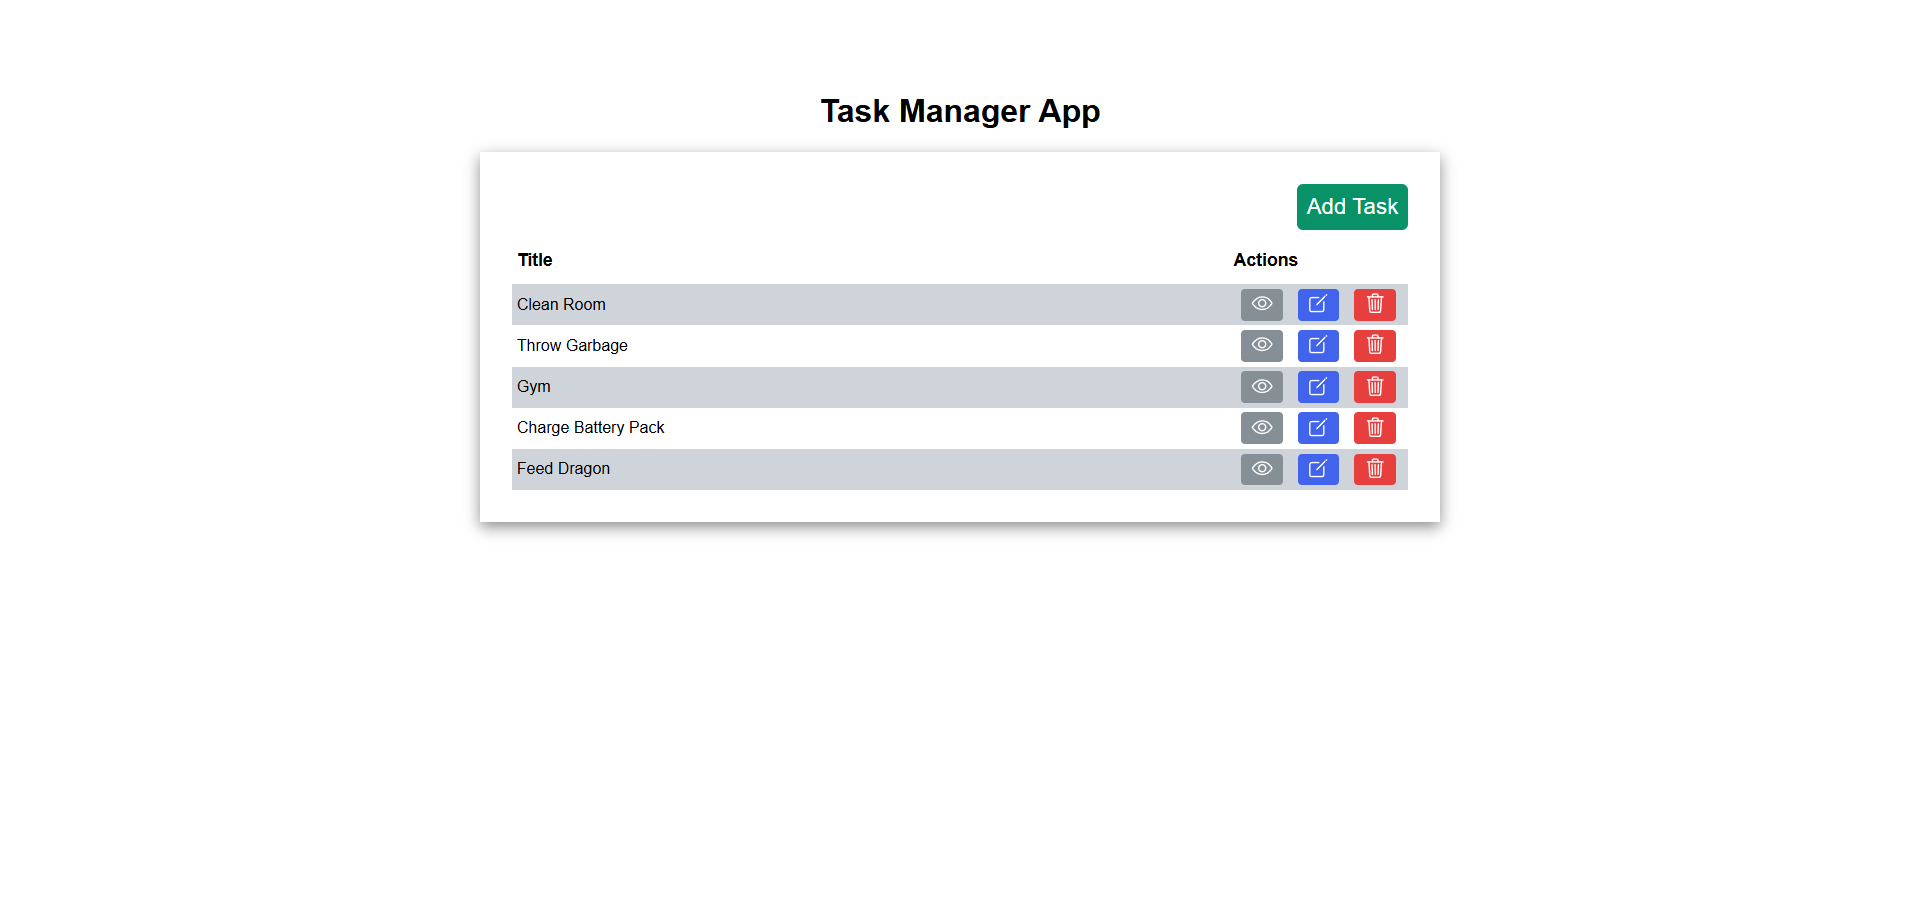 Task Manager App
Add Task
Title Actions
Clean Room
Throw Garbage
Gym
Charge Battery Pack
Feed Dragon